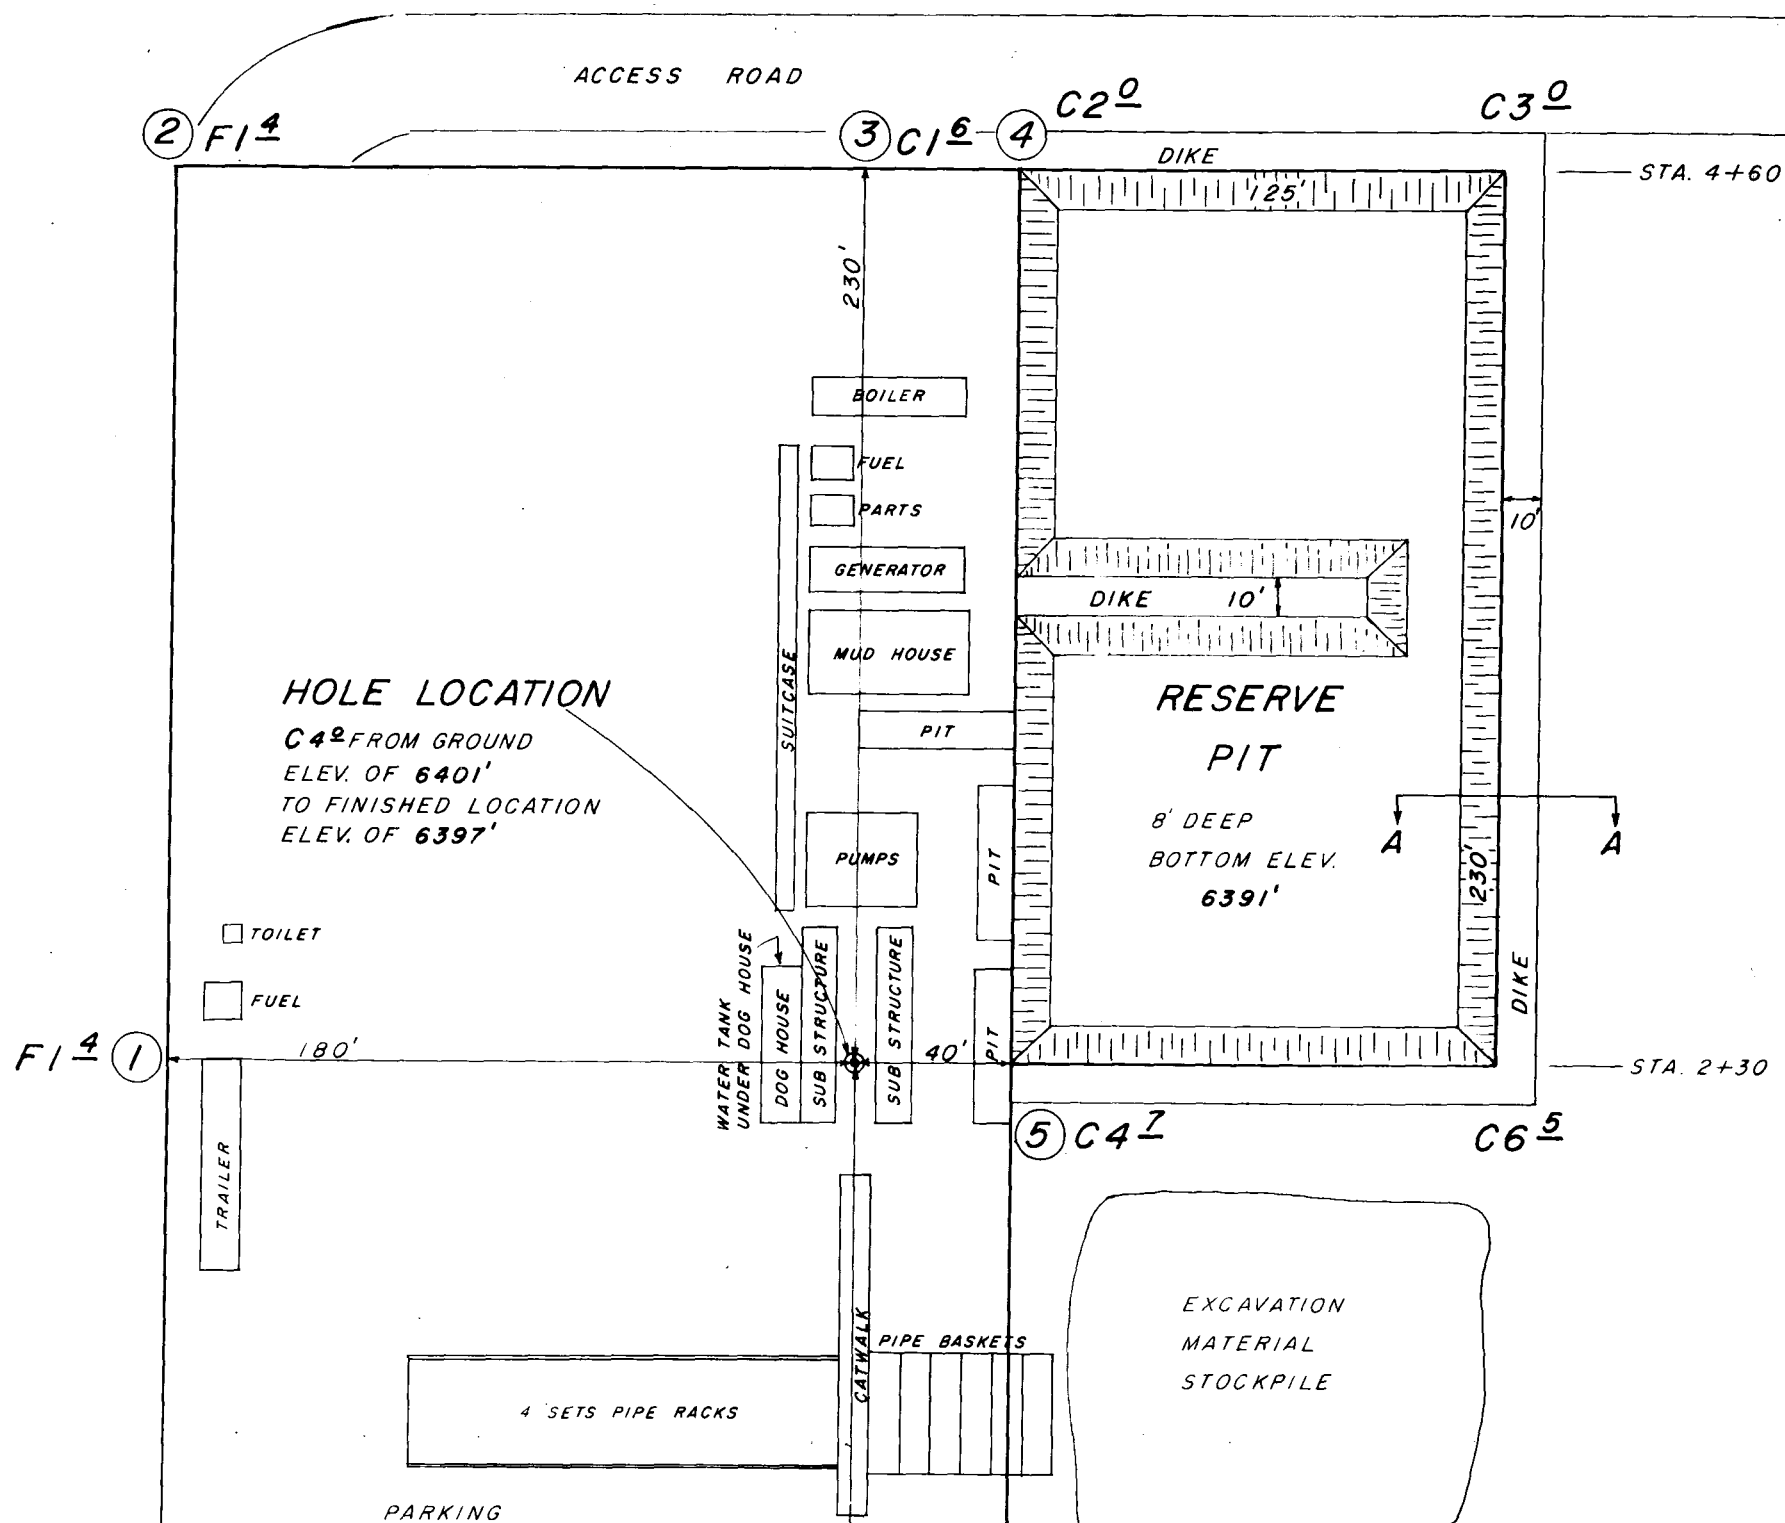 ACCESS ROAD
C2 0
C3 0
2 F1 4
3 C1 6
4
DIKE
STA. 4+60
125'
230'
BOILER
FUEL
PARTS
10'
GENERATOR
DIKE 10'
MUD HOUSE
SUITCASE
HOLE LOCATION
C4 0 FROM GROUND
ELEV. OF 6401'
TO FINISHED LOCATION
ELEV. OF 6397'
PIT
RESERVE
PIT
8' DEEP
BOTTOM ELEV.
6391'
A
A
230'
PUMPS
PIT
TOILET
FUEL
WATER TANK
UNDER DOG HOUSE
DOG HOUSE
SUB STRUCTURE
SUB STRUCTURE
PIT
DIKE
F1 4 1
180'
40'
STA. 2+30
5 C4 7
C6 5
TRAILER
CATWALK
PIPE BASKETS
4 SETS PIPE RACKS
EXCAVATION
MATERIAL
STOCKPILE
PARKING